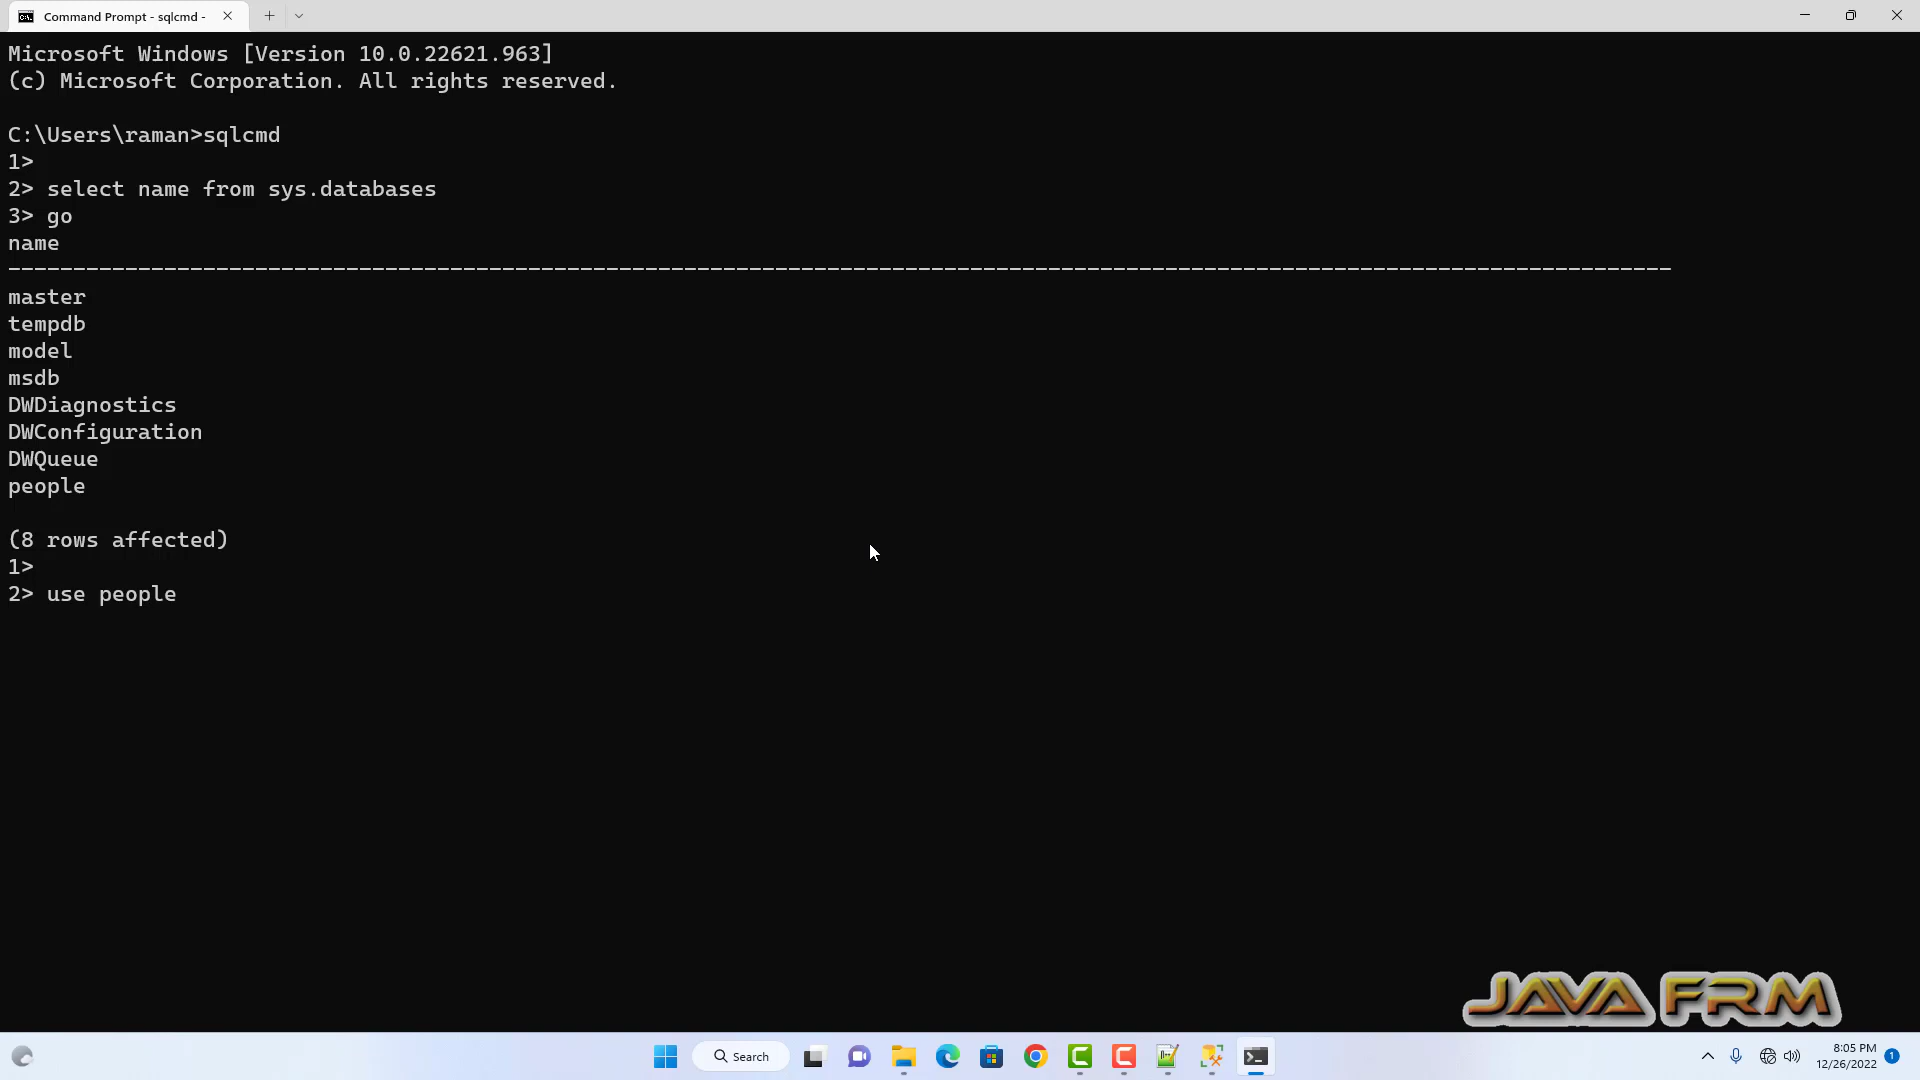 Command Prompt - sqlcmd -
Microsoft Windows [Version 10.0.22621.963]
(c) Microsoft Corporation. All rights reserved.
C:\Users\raman>sqlcmd
1>
2> select name from sys.databases
3> go
name
--------------------------------------------------------------------------------------------------------------------------------
master
tempdb
model
msdb
DWDiagnostics
DWConfiguration
DWQueue
people
(8 rows affected)
1>
2> use people
JAVA FRM
Search
8:05 PM
12/26/2022
1